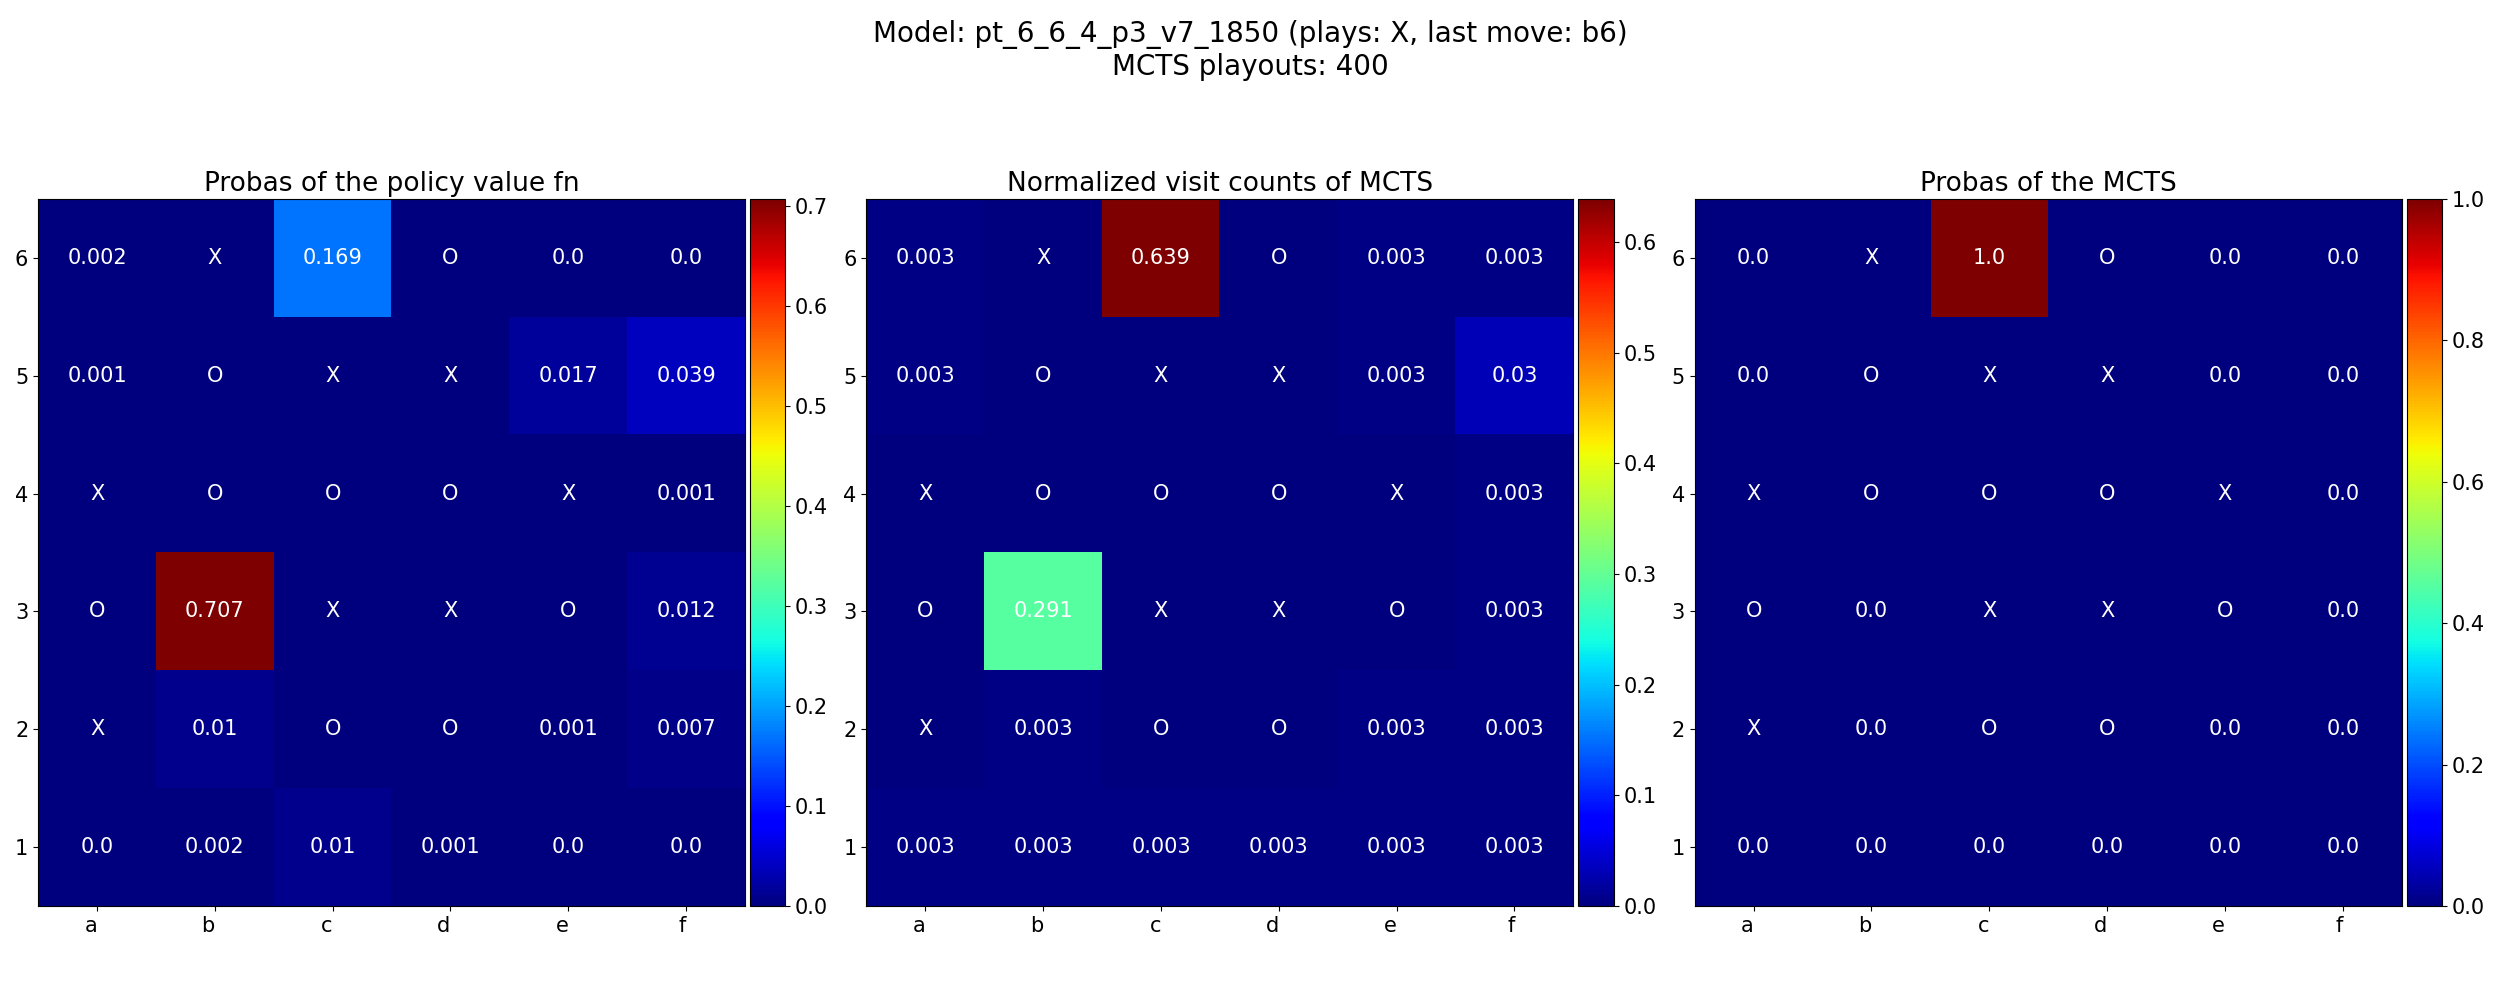 Model: pt_6_6_4_p3_v7_1850 (plays: X, last move: b6)
MCTS playouts: 400
Probas of the policy value fn
6 0.002 X 0.169 O 0.0 0.0
5 0.001 O X X 0.017 0.039
4 X O O O X 0.001
3 O 0.707 X X O 0.012
2 X 0.01 O O 0.001 0.007
1 0.0 0.002 0.01 0.001 0.0 0.0
a b c d e f
0.7
0.6
0.5
0.4
0.3
0.2
0.1
0.0
Normalized visit counts of MCTS
6 0.003 X 0.639 O 0.003 0.003
5 0.003 O X X 0.003 0.03
4 X O O O X 0.003
3 O 0.291 X X O 0.003
2 X 0.003 O O 0.003 0.003
1 0.003 0.003 0.003 0.003 0.003 0.003
a b c d e f
0.6
0.5
0.4
0.3
0.2
0.1
0.0
Probas of the MCTS
6 0.0 X 1.0 O 0.0 0.0
5 0.0 O X X 0.0 0.0
4 X O O O X 0.0
3 O 0.0 X X O 0.0
2 X 0.0 O O 0.0 0.0
1 0.0 0.0 0.0 0.0 0.0 0.0
a b c d e f
1.0
0.8
0.6
0.4
0.2
0.0